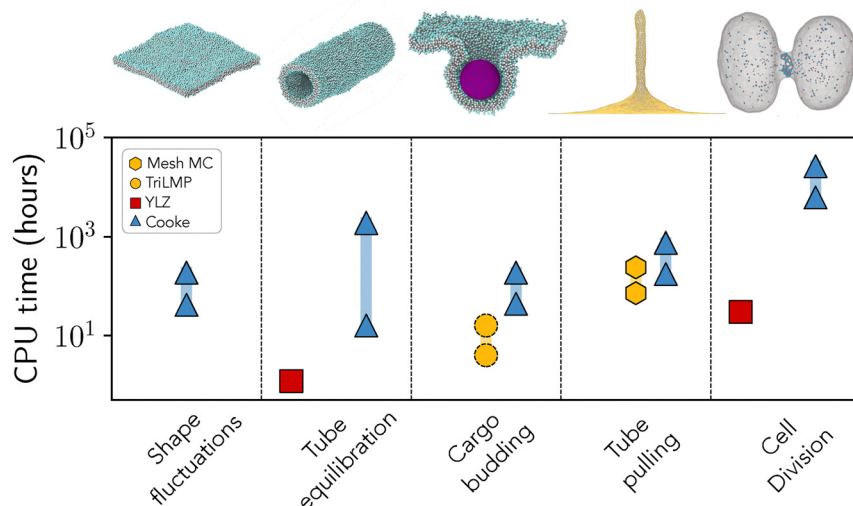 CPU time (hours)
10^5
10^3
10^1
Mesh MC
TriLMP
YLZ
Cooke
Shape
fluctuations
Tube
equilibration
Cargo
budding
Tube
pulling
Cell
Division